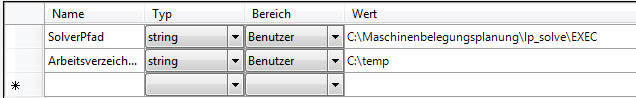 Name Typ Bereich Wert
SolverPfad string Benutzer C:\Maschinenbelegungsplanung\lp_solve\EXEC
Arbeitsverzeich... string Benutzer C:\temp
*